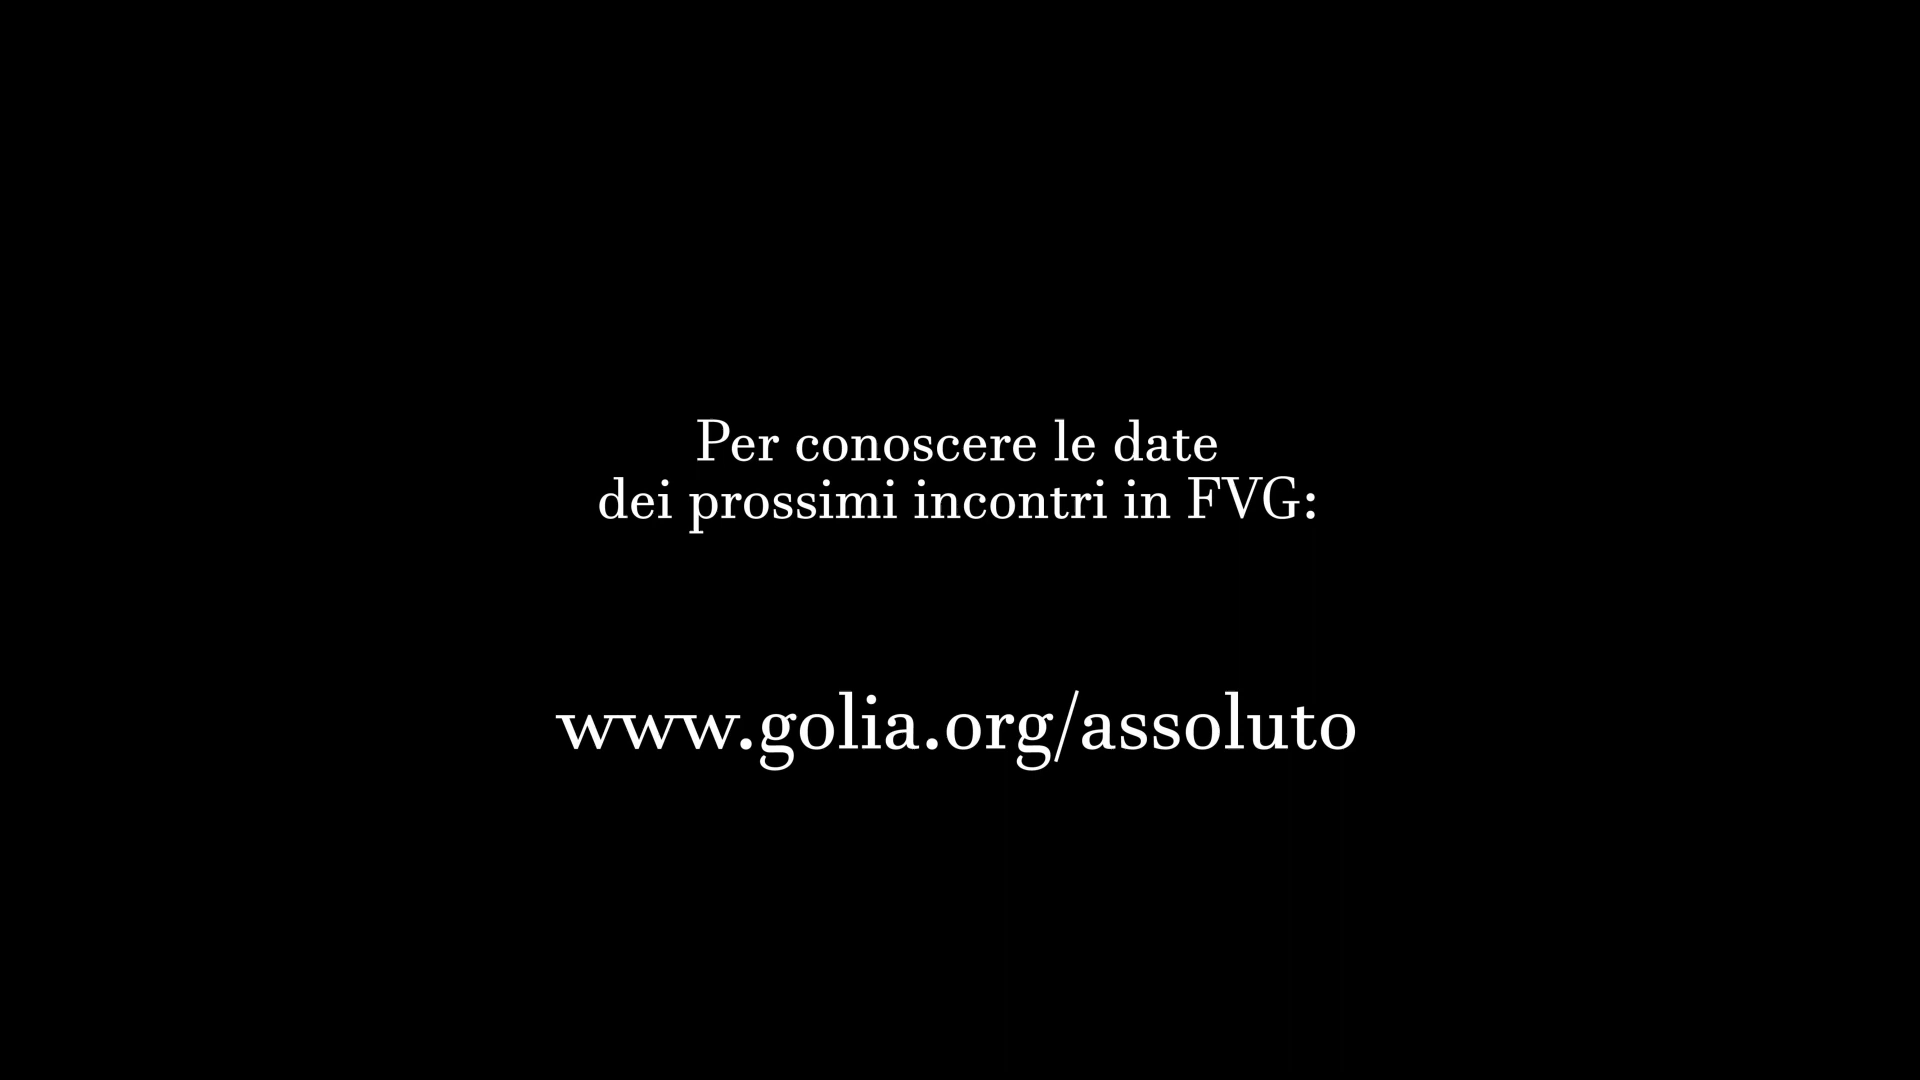 Per conoscere le date
dei prossimi incontri in FVG:
www.golia.org/assoluto